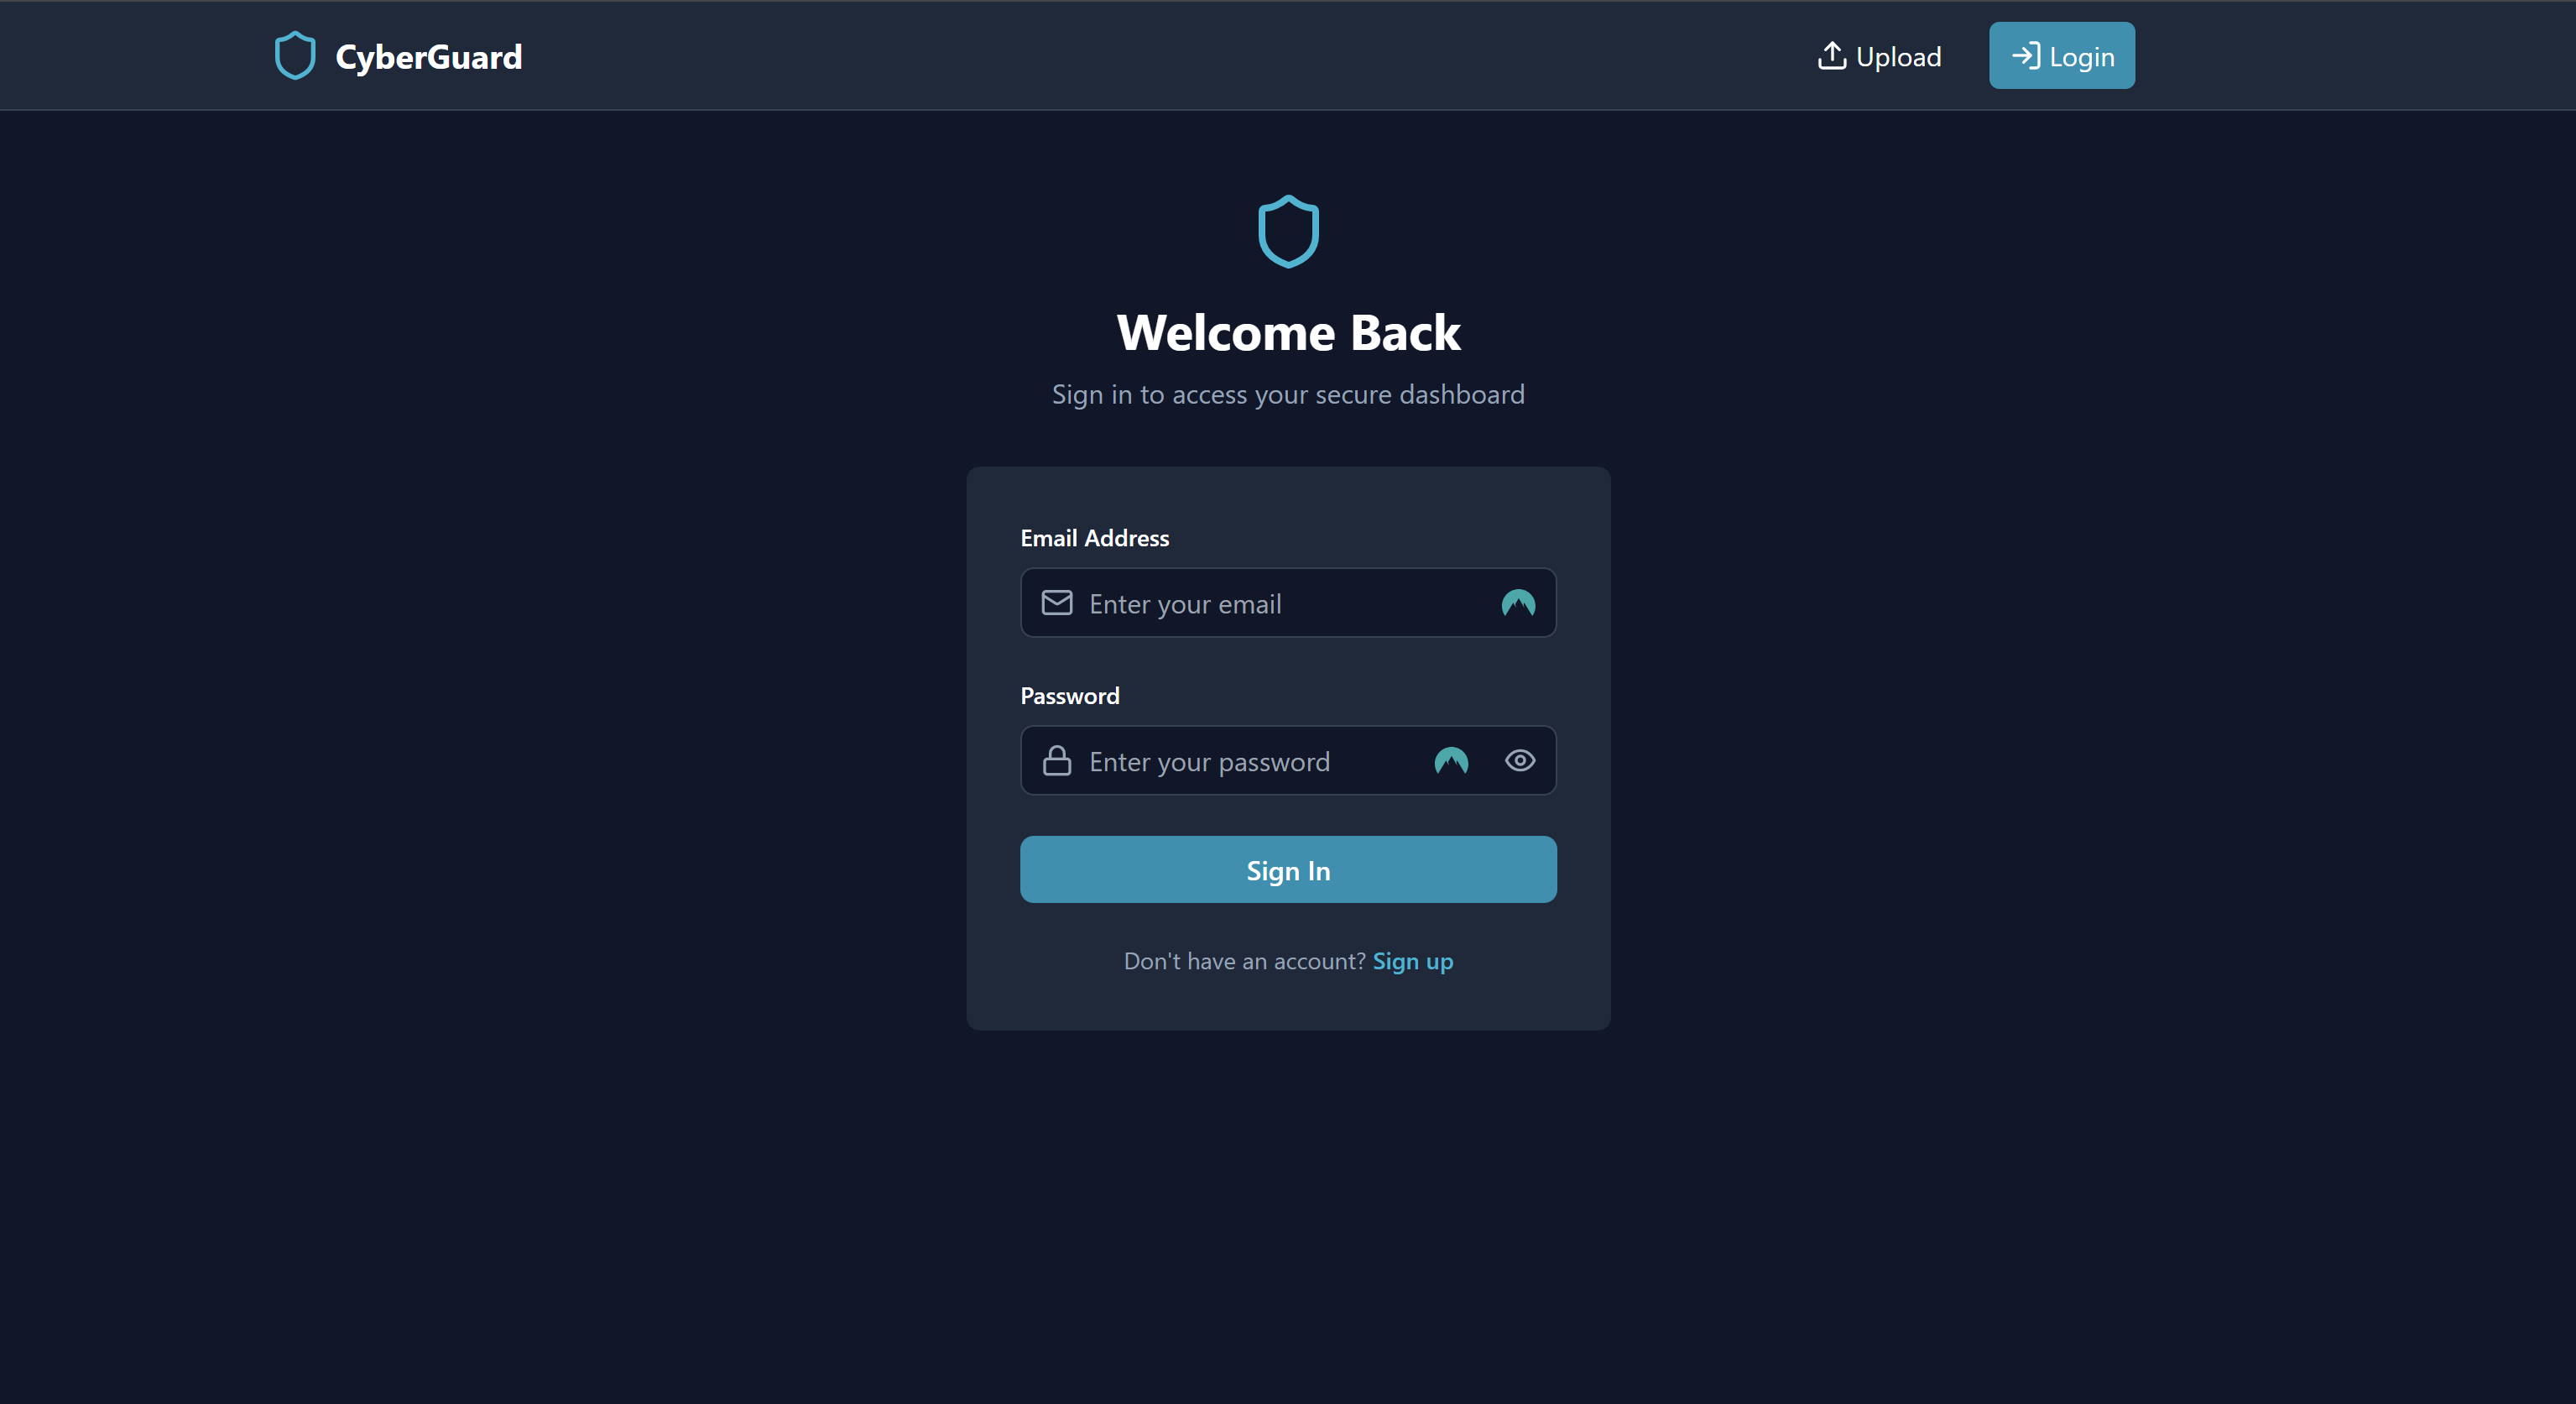 CyberGuard
Upload
Login
Welcome Back
Sign in to access your secure dashboard
Email Address
Enter your email
Password
Enter your password
Sign In
Don't have an account? Sign up